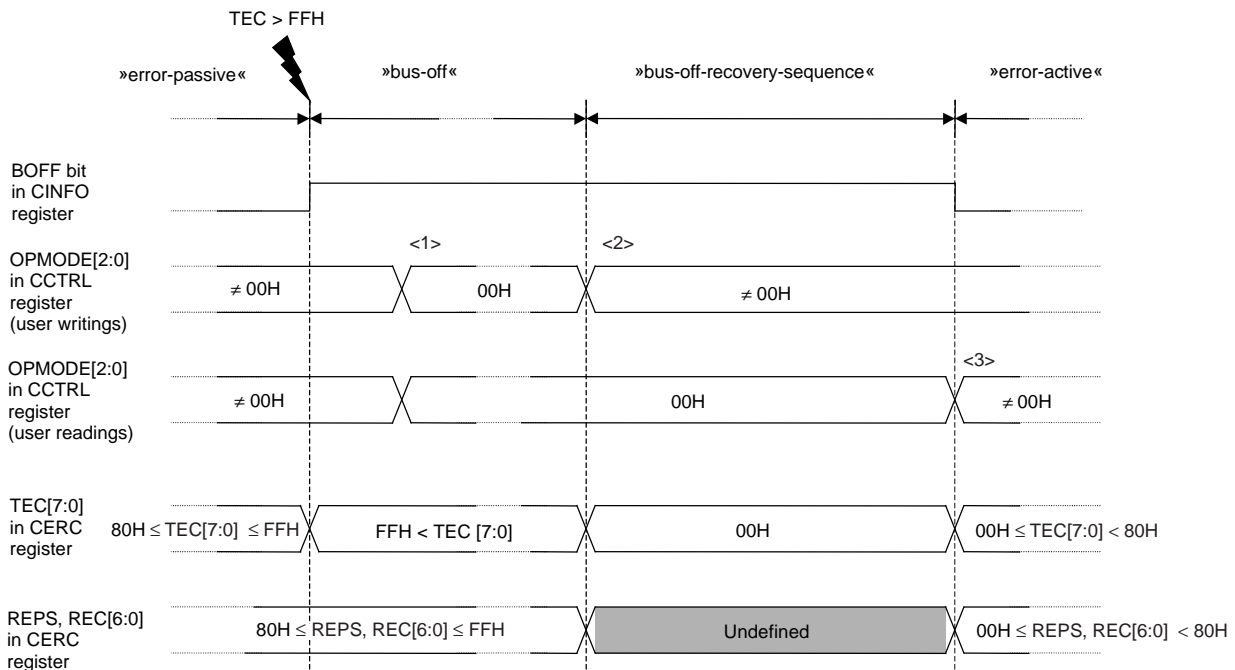 TEC > FFH
»error-passive«
»bus-off«
»bus-off-recovery-sequence«
»error-active«
BOFF bit
in CINFO
register
<1>
<2>
OPMODE[2:0]
in CCTRL
register
(user writings)
≠ 00H
00H
≠ 00H
<3>
OPMODE[2:0]
in CCTRL
register
(user readings)
≠ 00H
00H
≠ 00H
TEC[7:0]
in CERC
register
80H ≤ TEC[7:0] ≤ FFH
FFH < TEC [7:0]
00H
00H ≤ TEC[7:0] < 80H
REPS, REC[6:0]
in CERC
register
80H ≤ REPS, REC[6:0] ≤ FFH
Undefined
00H ≤ REPS, REC[6:0] < 80H